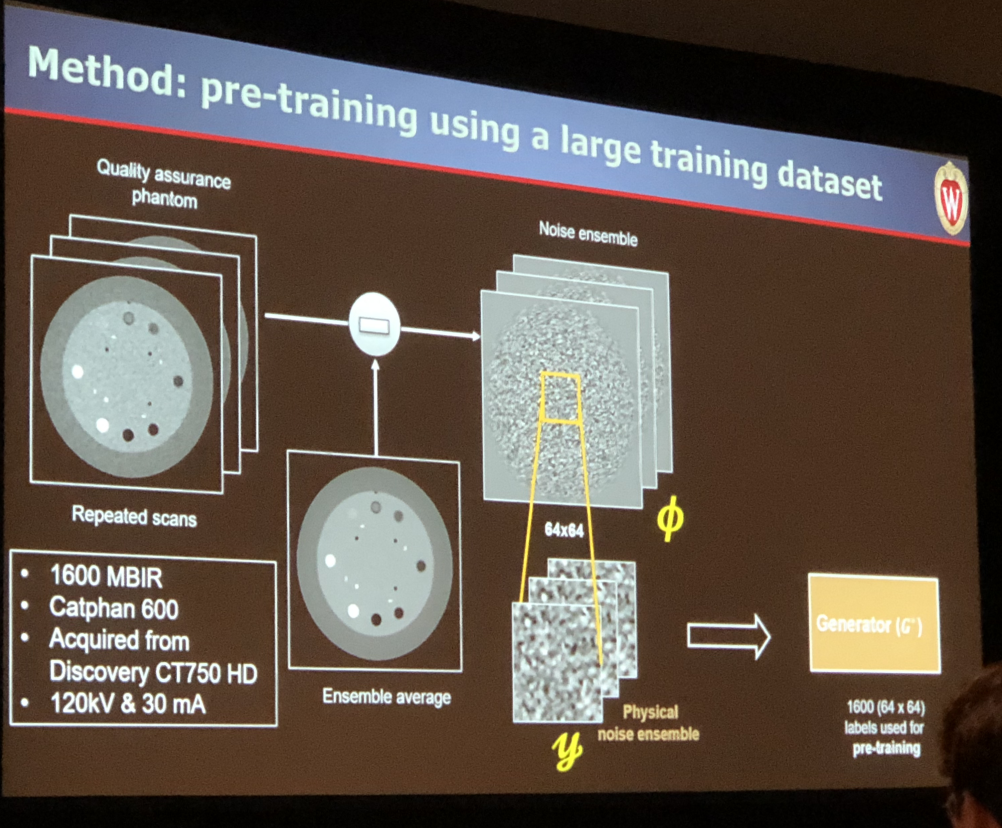 Method: pre-training using a large training dataset
W
Quality assurance
phantom
Noise ensemble
Repeated scans
64x64
ϕ
• 1600 MBIR
• Catphan 600
• Acquired from
Discovery CT750 HD
• 120kV & 30 mA
Ensemble average
Physical
noise ensemble
y
Generator (G*)
1600 (64 x 64)
labels used for
pre-training